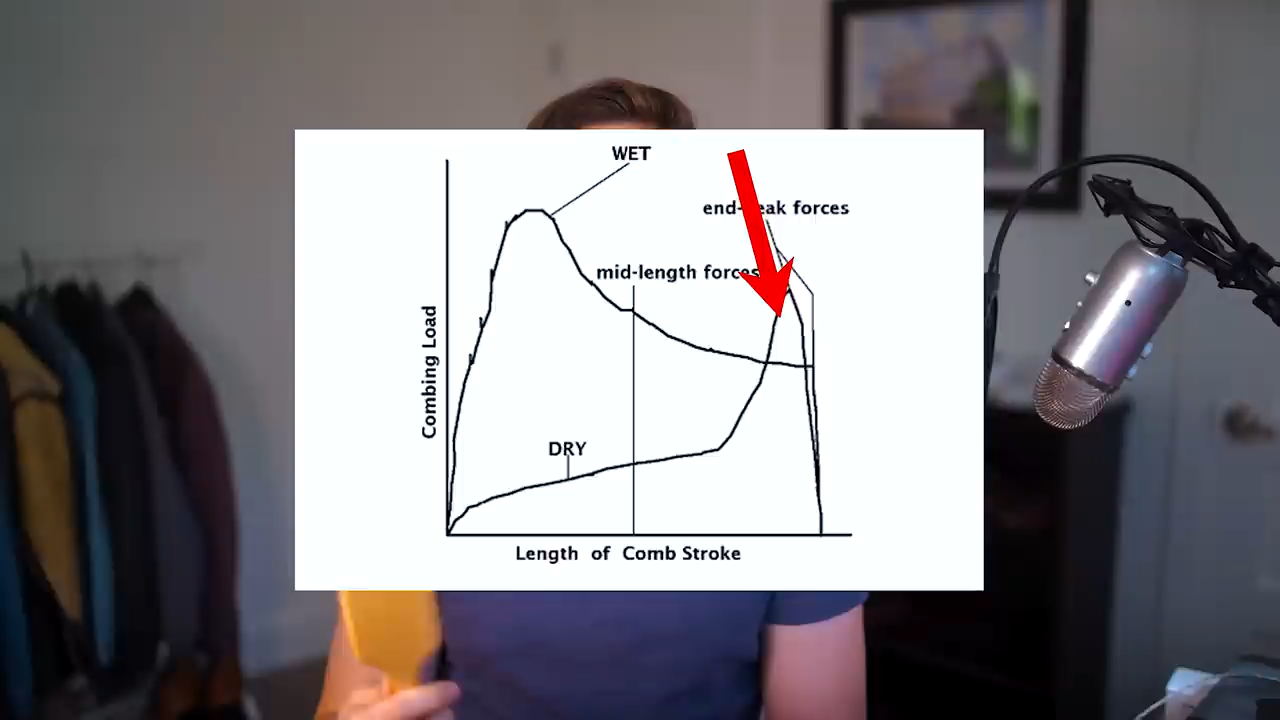 WET
end-peak forces
mid-length forces
Combing Load
DRY
Length of Comb Stroke